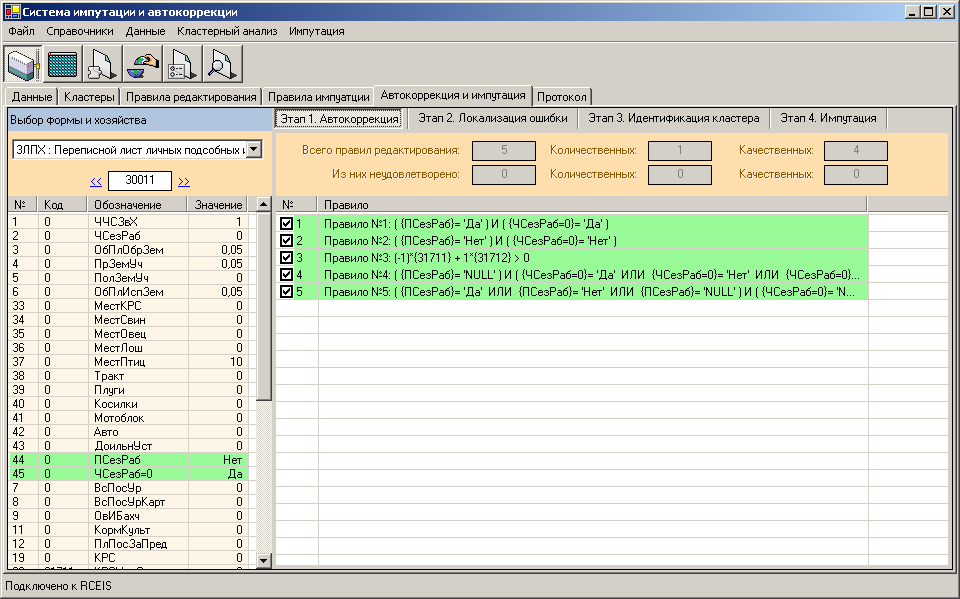 Система импутации и автокоррекции
Файл Справочники Данные Кластерный анализ Импутация
Данные Кластеры Правила редактирования Правила импуатции Автокоррекция и импутация Протокол
Выбор формы и хозяйства
3ЛПХ : Переписной лист личных подсобных
<< 30011 >>
№ Код Обозначение Значение
1 0 ЧЧСЗвХ 1
2 0 ЧСезРаб 0
3 0 ОбПлОбрЗем 0,05
4 0 ПрЗемУч 0,05
5 0 ПолЗемУч 0
6 0 ОбПлИспЗем 0,05
33 0 МестКРС 0
34 0 МестСвин 0
35 0 МестОвец 0
36 0 МестЛош 0
37 0 МестПтиц 10
38 0 Тракт 0
39 0 Плуги 0
40 0 Косилки 0
41 0 Мотоблок 0
42 0 Авто 0
43 0 ДоильнУст 0
44 0 ПСезРаб Нет
45 0 ЧСезРаб=0 Да
7 0 ВсПосУр 0
8 0 ВсПосУрКарт 0
9 0 ОвИБахч 0
11 0 КормКульт 0
12 0 ПлПосЗаПред 0
19 0 КРС 0
Этап 1. Автокоррекция Этап 2. Локализация ошибки Этап 3. Идентификация кластера Этап 4. Импутация
Всего правил редактирования: 5 Количественных: 1 Качественных: 4
Из них неудовлетворено: 0 Количественных: 0 Качественных: 0
№ Правило
1 Правило №1: ( {ПСезРаб}= 'Да' ) И ( {ЧСезРаб=0}= 'Да' )
2 Правило №2: ( {ПСезРаб}= 'Нет' ) И ( {ЧСезРаб=0}= 'Нет' )
3 Правило №3: (-1)*{31711} + 1*{31712} > 0
4 Правило №4: ( {ПСезРаб}= 'NULL' ) И ( {ЧСезРаб=0}= 'Да' ИЛИ {ЧСезРаб=0}= 'Нет' ИЛИ {ЧСезРаб=0}...
5 Правило №5: ( {ПСезРаб}= 'Да' ИЛИ {ПСезРаб}= 'Нет' ИЛИ {ПСезРаб}= 'NULL' ) И ( {ЧСезРаб=0}= 'N...
Подключено к RCEIS